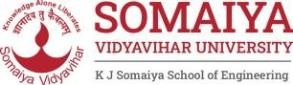 Knowledge Alone Liberates
Somaiya Vidyavihar
SOMAIYA
VIDYAVIHAR UNIVERSITY
K J Somaiya School of Engineering